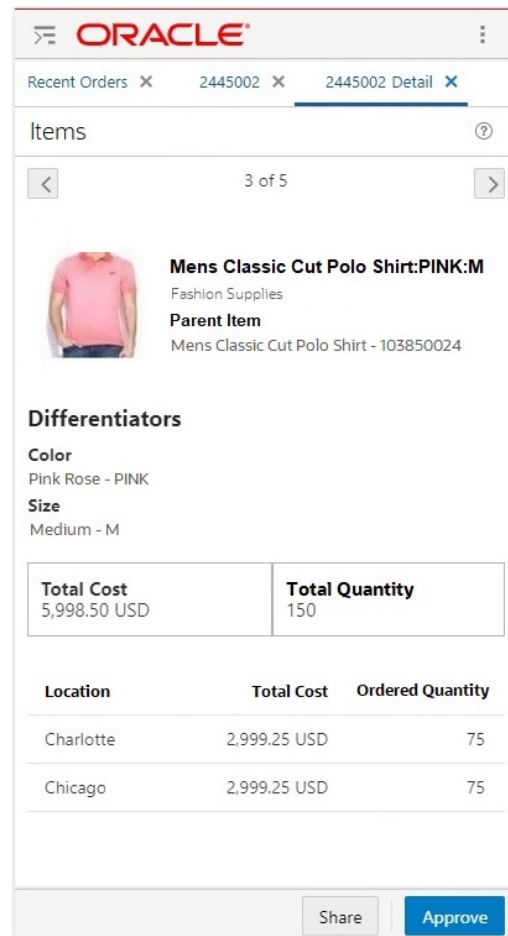 ORACLE
Recent Orders
2445002
2445002 Detail
Items
3 of 5
Mens Classic Cut Polo Shirt:PINK:M
Fashion Supplies
Parent Item
Mens Classic Cut Polo Shirt - 103850024
Differentiators
Color
Pink Rose - PINK
Size
Medium - M
Total Cost
5,998.50 USD
Total Quantity
150
Location Total Cost Ordered Quantity
Charlotte 2,999.25 USD 75
Chicago 2,999.25 USD 75
Share Approve